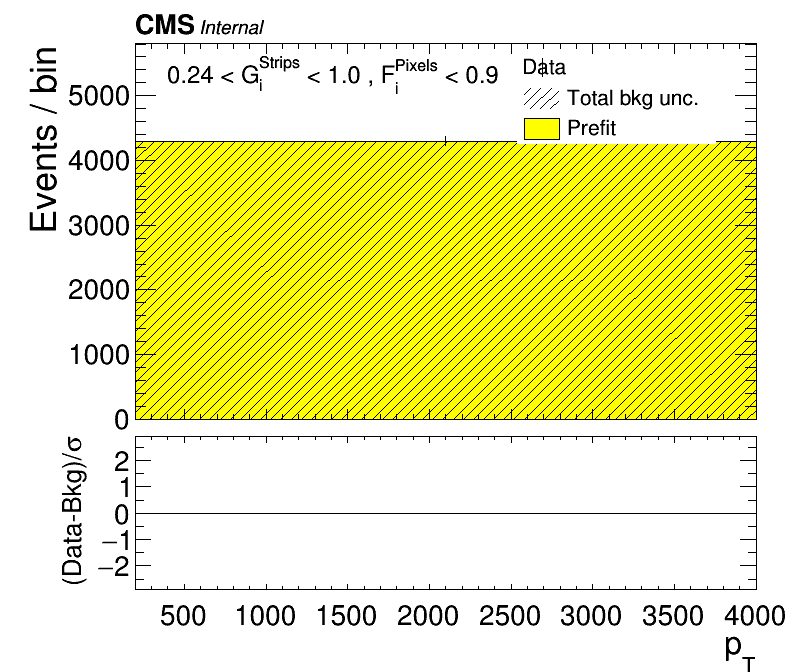 CMS Internal
0.24 < G_i^Strips < 1.0 , F_i^Pixels < 0.9
Data
Total bkg unc.
Prefit
Events / bin
5000
4000
3000
2000
1000
0
(Data-Bkg)/σ
2
1
0
−1
−2
500 1000 1500 2000 2500 3000 3500 4000
p_T